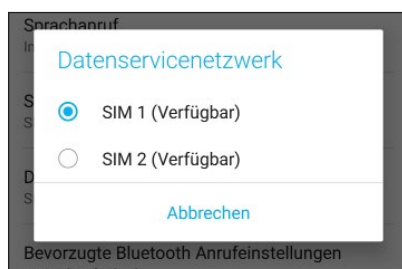 Sprachanruf
Datenservicenetzwerk
SIM 1 (Verfügbar)
SIM 2 (Verfügbar)
Abbrechen
Bevorzugte Bluetooth Anrufeinstellungen